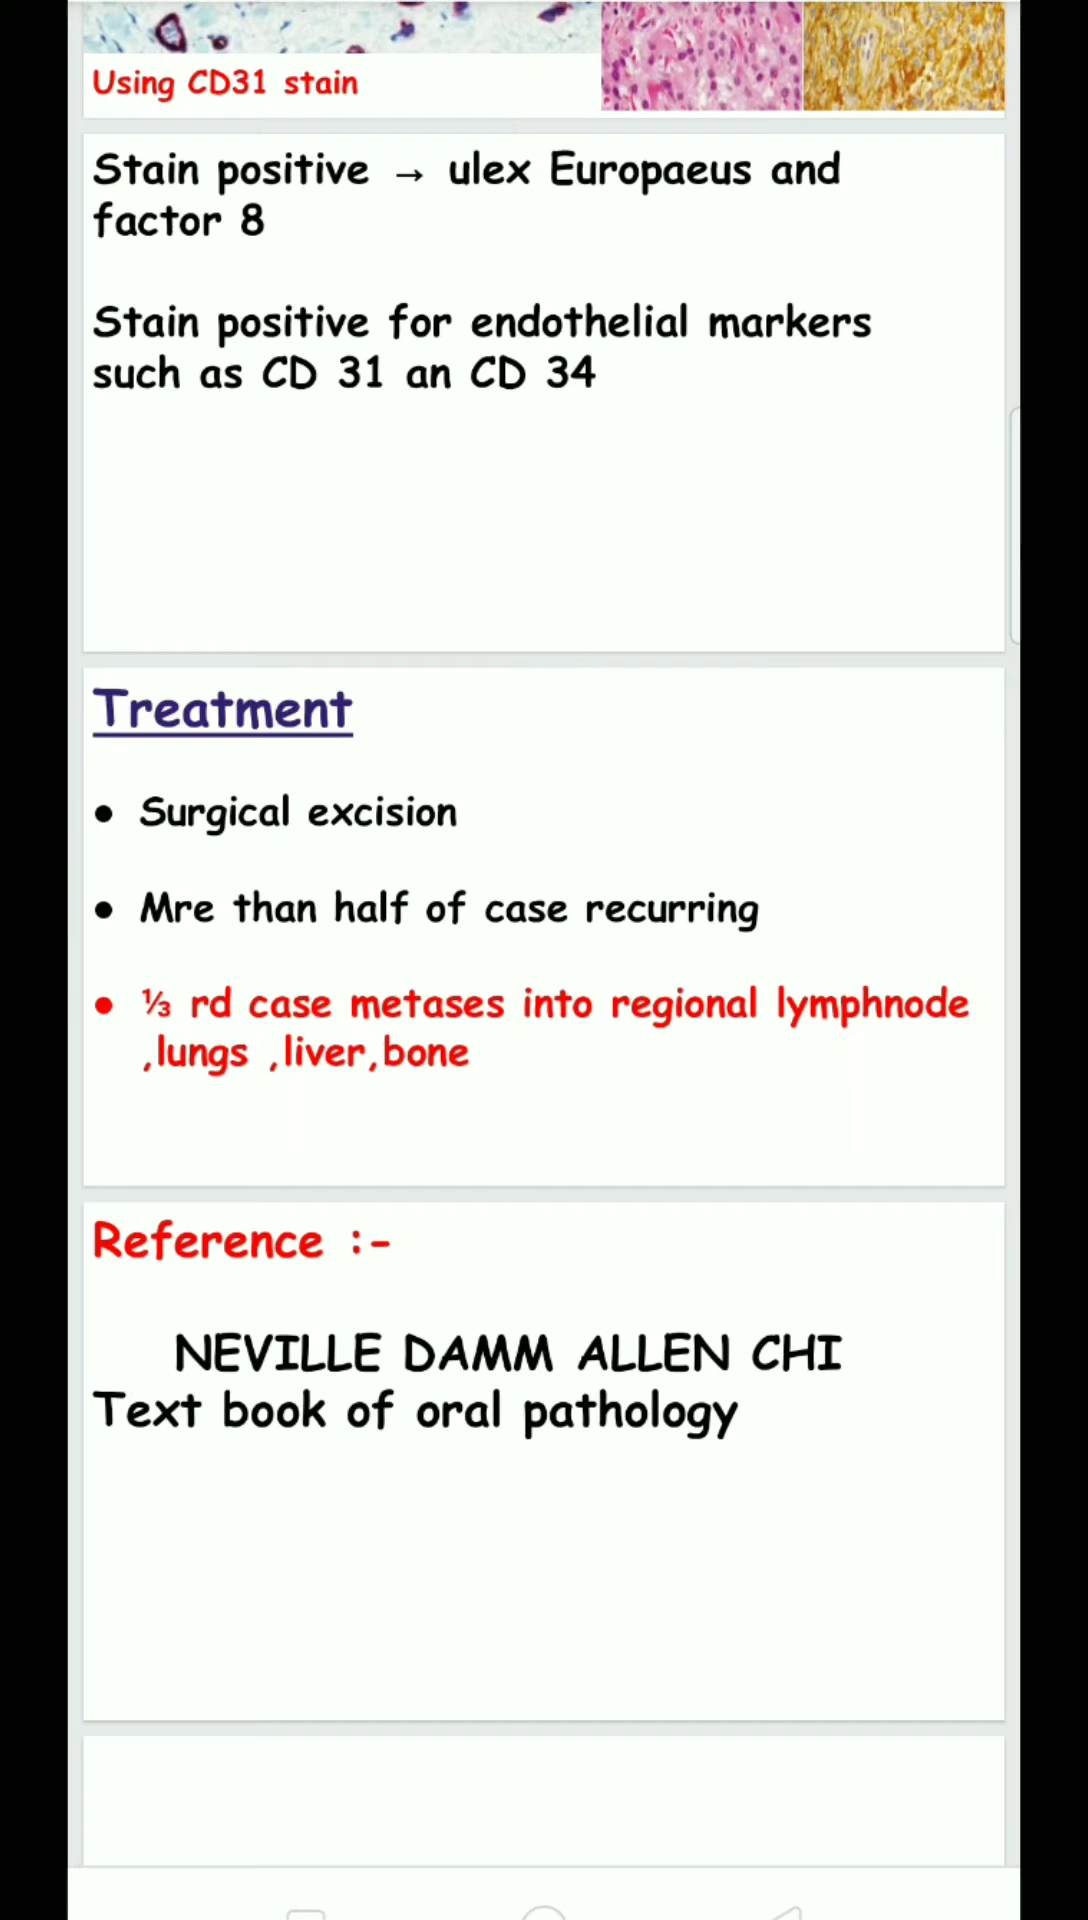 Using CD31 stain
Stain positive → ulex Europaeus and
factor 8
Stain positive for endothelial markers
such as CD 31 an CD 34
Treatment
● Surgical excision
● Mre than half of case recurring
● ⅓ rd case metases into regional lymphnode
,lungs ,liver,bone
Reference :-
NEVILLE DAMM ALLEN CHI
Text book of oral pathology